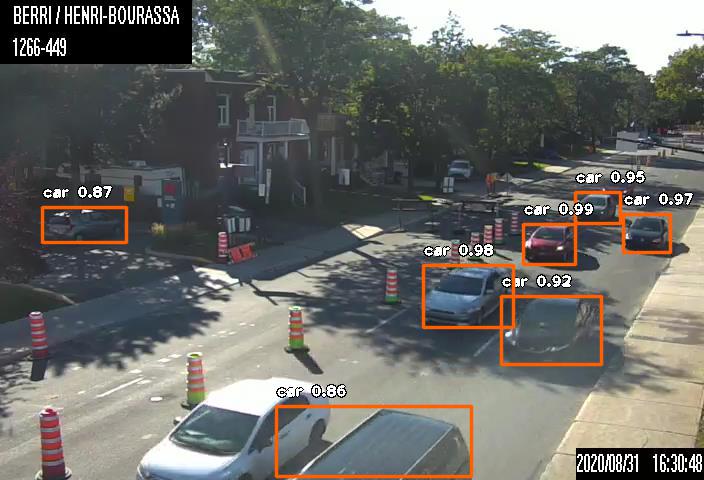 BERRI / HENRI-BOURASSA
1266-449
car 0.87
car 0.95
car 0.97
car 0.99
car 0.98
car 0.92
car 0.86
2020/08/31 16:30:48